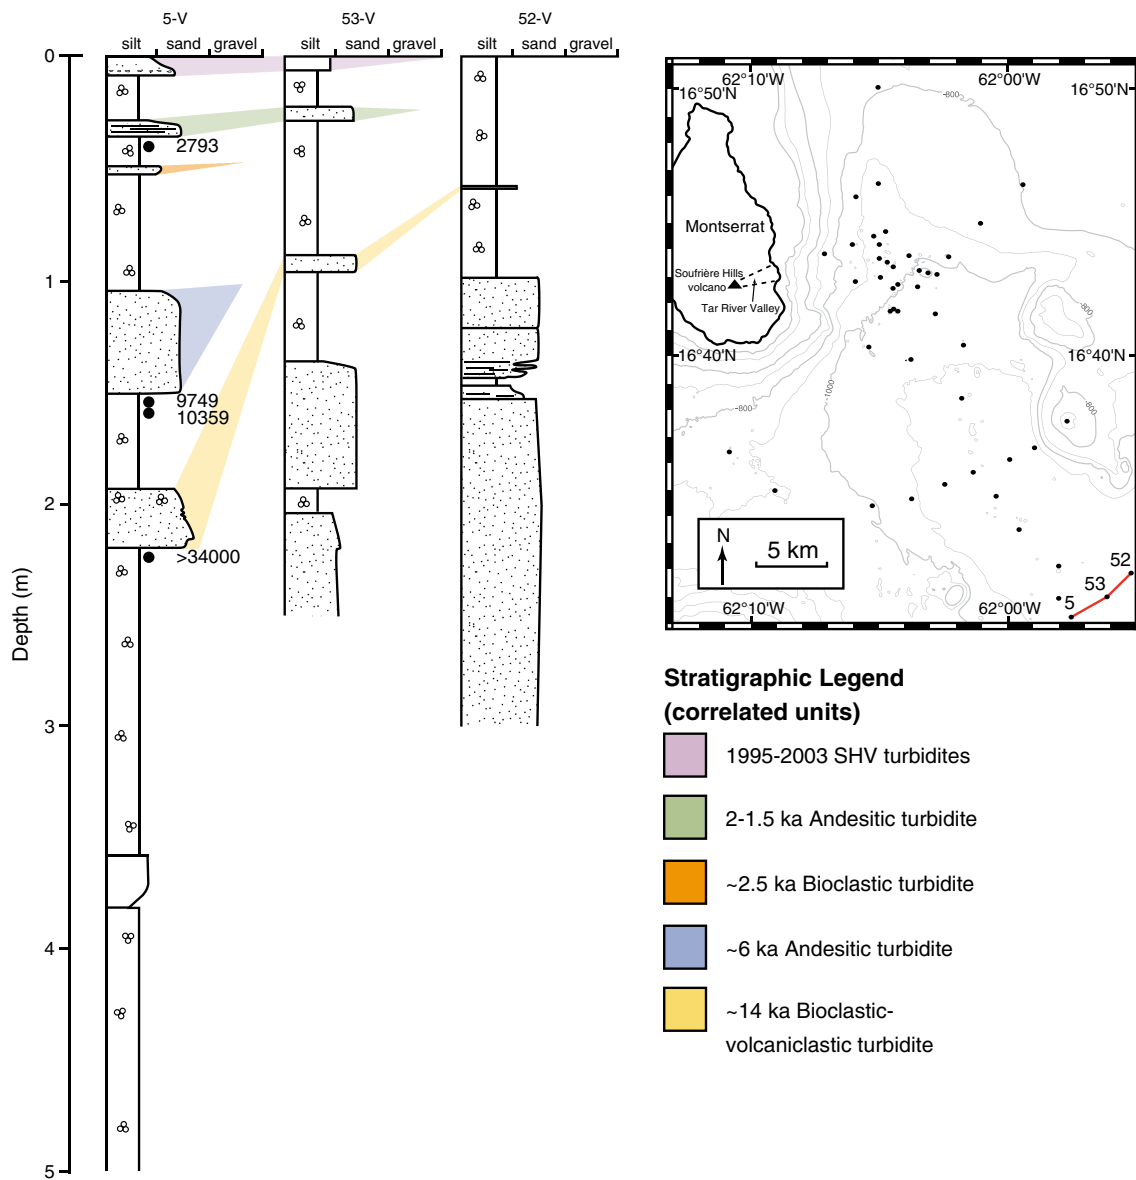 5-V
53-V
52-V
silt sand gravel
silt sand gravel
silt sand gravel
0
1
2
3
4
5
Depth (m)
2793
9749
10359
>34000
62°10'W
62°00'W
16°50'N
16°50'N
-800
Montserrat
Soufrière Hills
volcano
Tar River Valley
-800
16°40'N
16°40'N
-1000
-800
-800
N
5 km
52
53
5
62°10'W
62°00'W
Stratigraphic Legend
(correlated units)
1995-2003 SHV turbidites
2-1.5 ka Andesitic turbidite
~2.5 ka Bioclastic turbidite
~6 ka Andesitic turbidite
~14 ka Bioclastic-
volcaniclastic turbidite